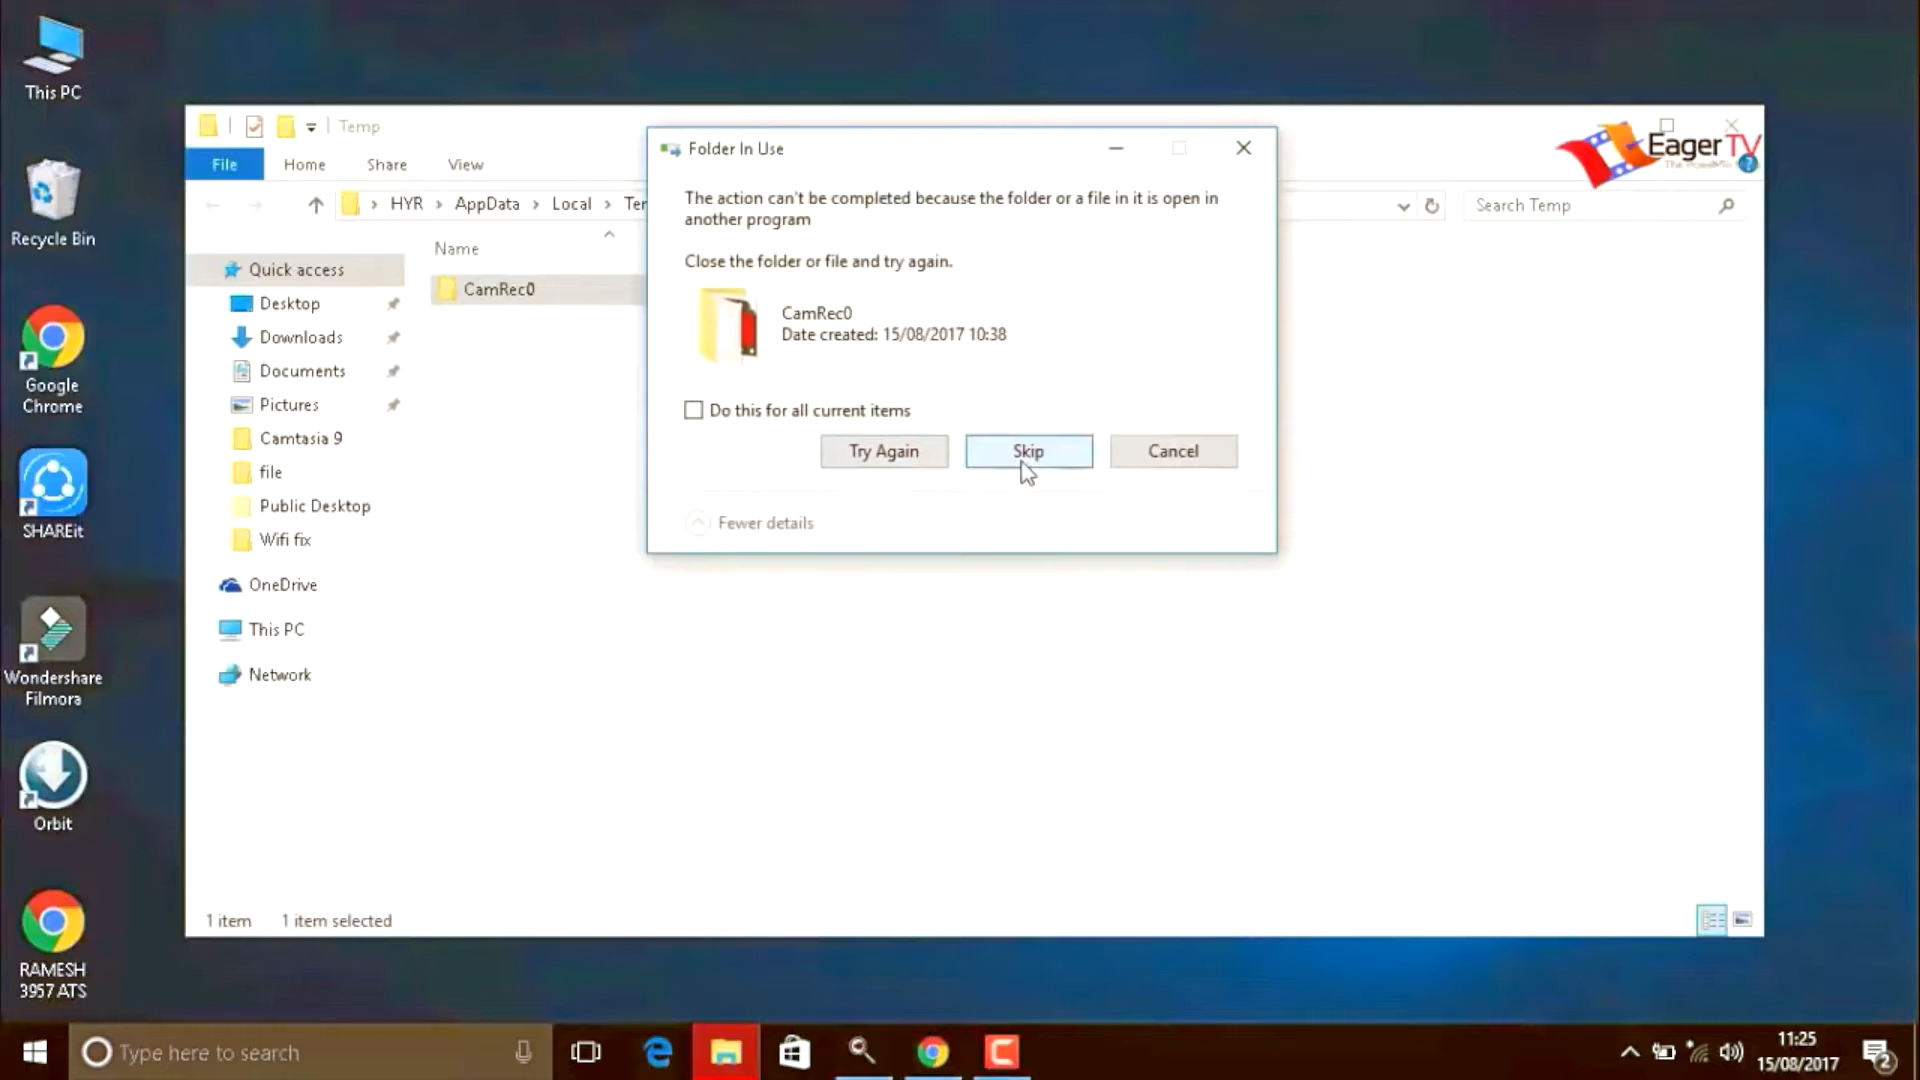 This PC
Recycle Bin
Google
Chrome
SHAREit
Wondershare
Filmora
Orbit
RAMESH
3957 ATS
Temp
File
Home
Share
View
HYR
AppData
Local
Search Temp
Eager TV
Name
CamRec0
Quick access
Desktop
Downloads
Documents
Pictures
Camtasia 9
file
Public Desktop
Wifi fix
OneDrive
This PC
Network
1 item
1 item selected
Folder In Use
The action can't be completed because the folder or a file in it is open in
another program
Close the folder or file and try again.
CamRec0
Date created: 15/08/2017 10:38
Do this for all current items
Try Again
Skip
Cancel
Fewer details
Type here to search
11:25
15/08/2017
2